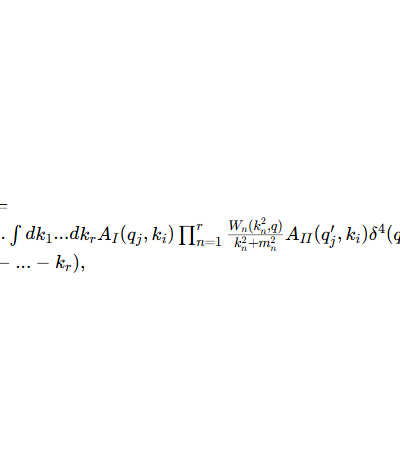 =
. ∫ dk_1...dk_r A_I(q_j, k_i) ∏_{n=1}^{r} \frac{W_n(k_n^2, q)}{k_n^2 + m_n^2} A_{II}(q'_j, k_i) δ^4(q
− ... − k_r),